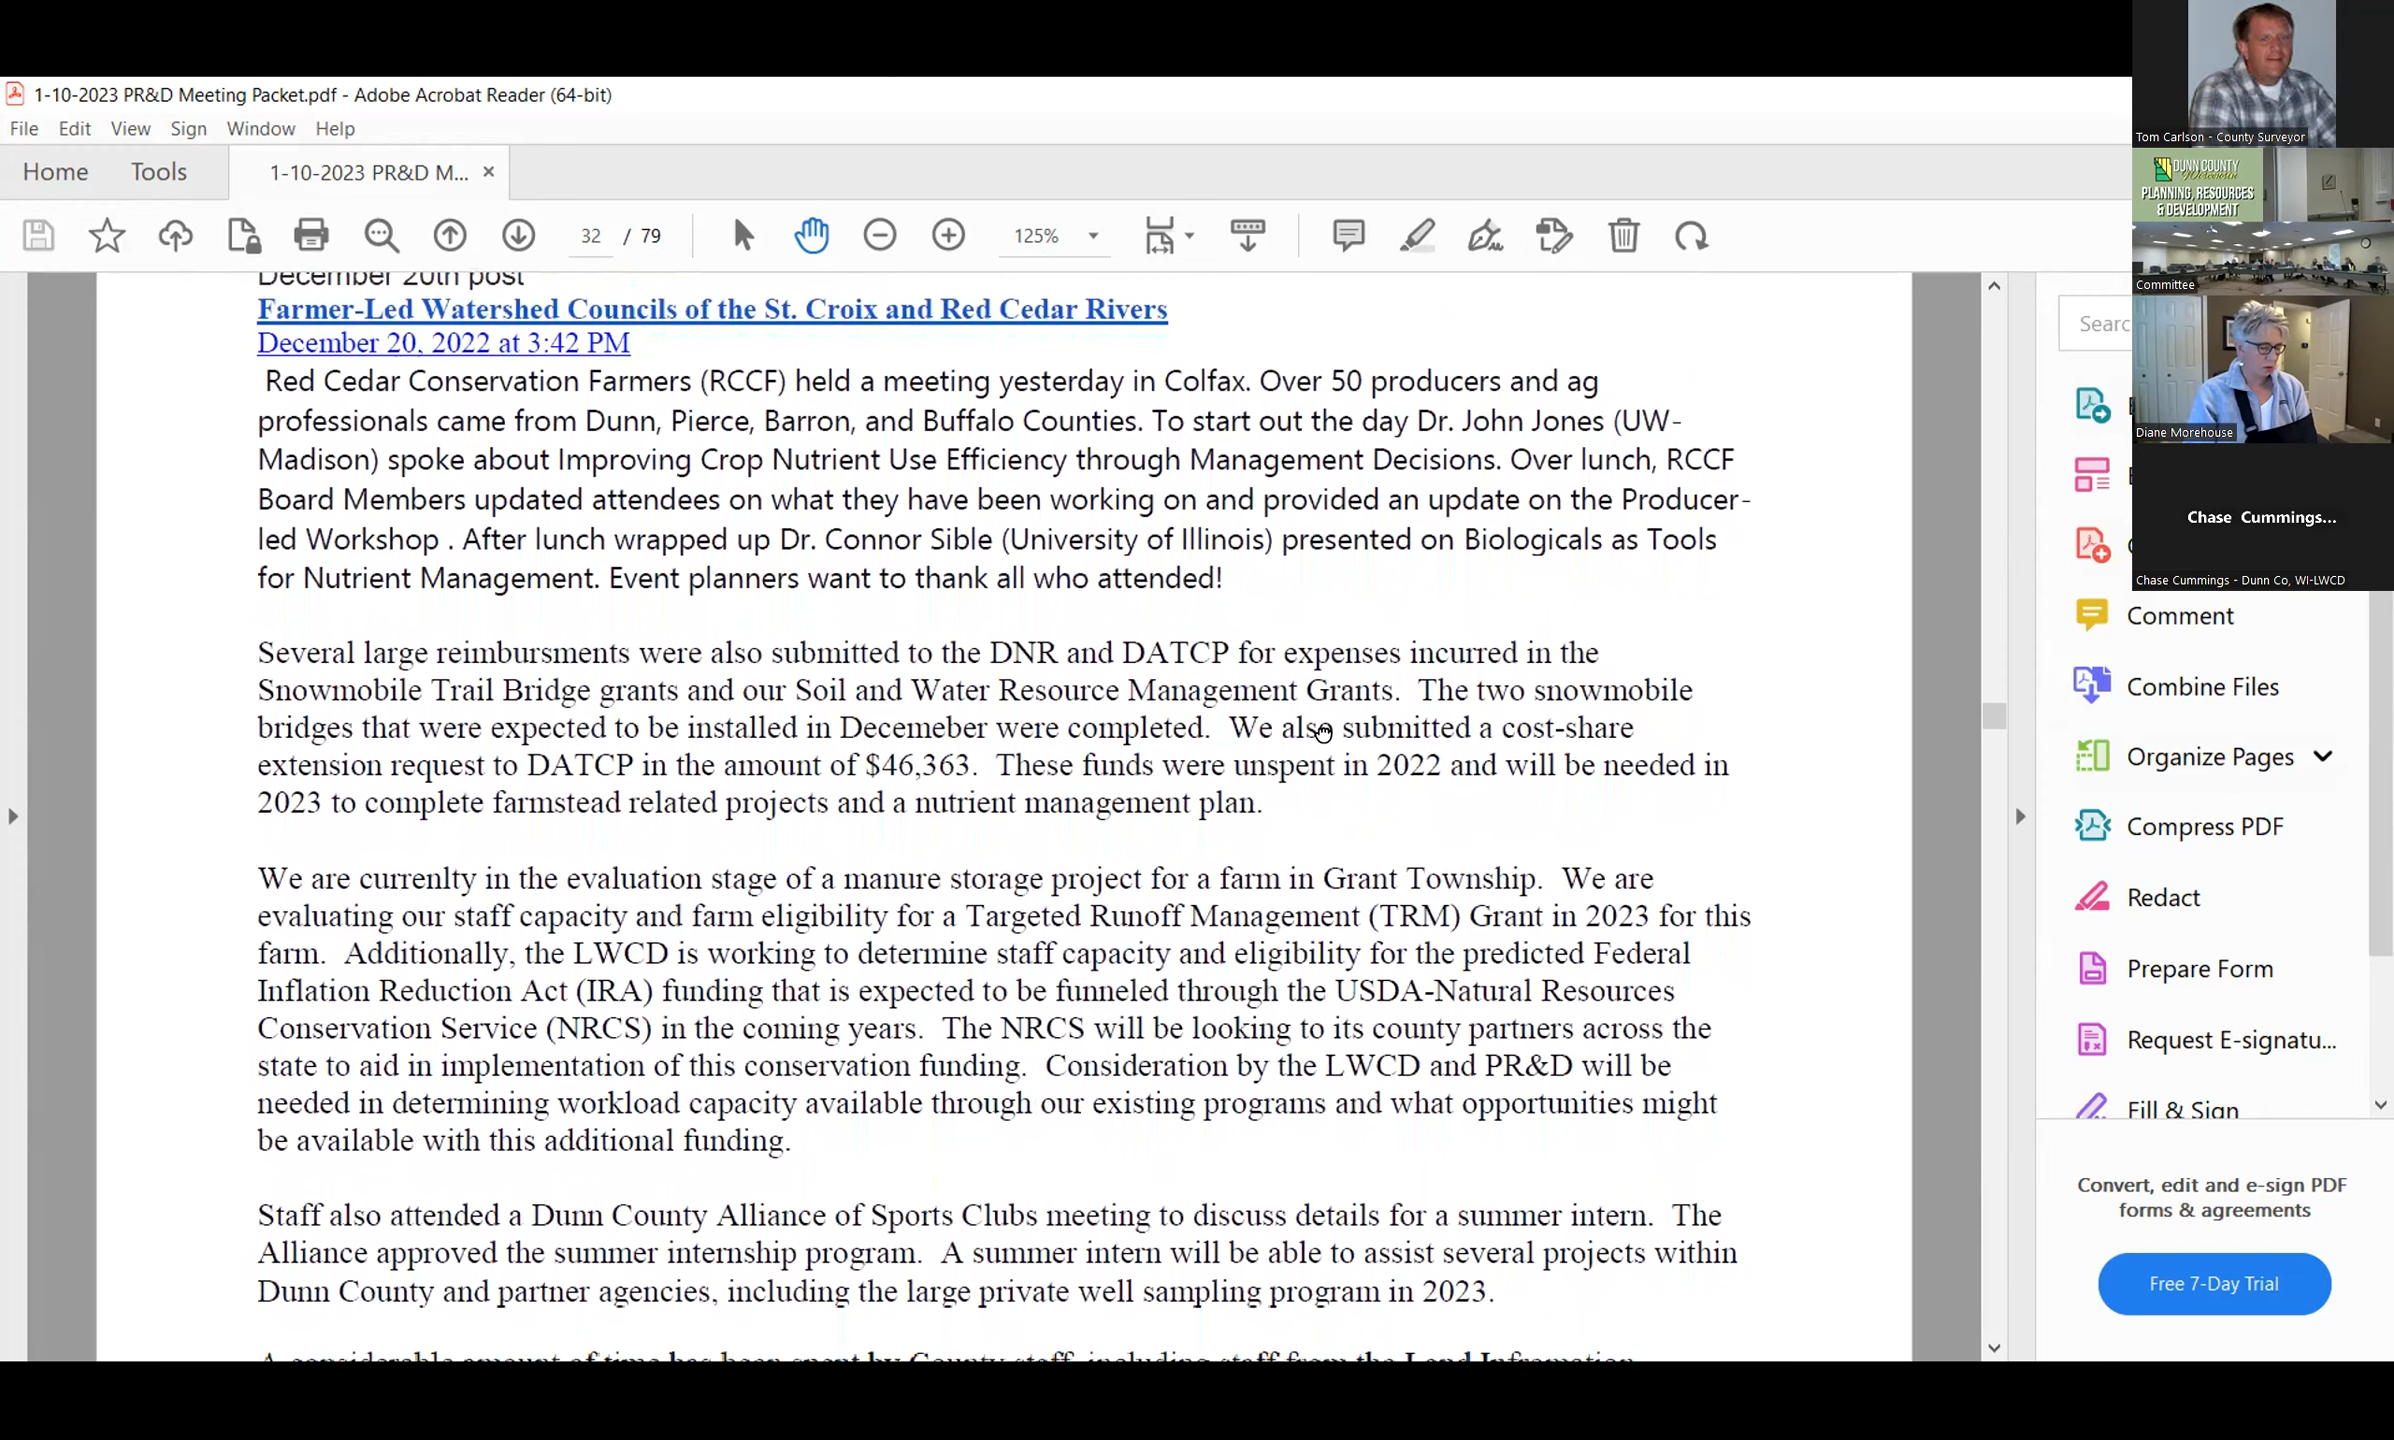 1-10-2023 PR&D Meeting Packet.pdf - Adobe Acrobat Reader (64-bit)
File Edit View Sign Window Help
Home Tools 1-10-2023 PR&D M... ×
32 / 79 125%
December 20th post
Farmer-Led Watershed Councils of the St. Croix and Red Cedar Rivers
December 20, 2022 at 3:42 PM
Red Cedar Conservation Farmers (RCCF) held a meeting yesterday in Colfax. Over 50 producers and ag
professionals came from Dunn, Pierce, Barron, and Buffalo Counties. To start out the day Dr. John Jones (UW-
Madison) spoke about Improving Crop Nutrient Use Efficiency through Management Decisions. Over lunch, RCCF
Board Members updated attendees on what they have been working on and provided an update on the Producer-
led Workshop . After lunch wrapped up Dr. Connor Sible (University of Illinois) presented on Biologicals as Tools
for Nutrient Management. Event planners want to thank all who attended!
Several large reimbursments were also submitted to the DNR and DATCP for expenses incurred in the
Snowmobile Trail Bridge grants and our Soil and Water Resource Management Grants. The two snowmobile
bridges that were expected to be installed in Decemeber were completed. We also submitted a cost-share
extension request to DATCP in the amount of $46,363. These funds were unspent in 2022 and will be needed in
2023 to complete farmstead related projects and a nutrient management plan.
We are currenlty in the evaluation stage of a manure storage project for a farm in Grant Township. We are
evaluating our staff capacity and farm eligibility for a Targeted Runoff Management (TRM) Grant in 2023 for this
farm. Additionally, the LWCD is working to determine staff capacity and eligibility for the predicted Federal
Inflation Reduction Act (IRA) funding that is expected to be funneled through the USDA-Natural Resources
Conservation Service (NRCS) in the coming years. The NRCS will be looking to its county partners across the
state to aid in implementation of this conservation funding. Consideration by the LWCD and PR&D will be
needed in determining workload capacity available through our existing programs and what opportunities might
be available with this additional funding.
Staff also attended a Dunn County Alliance of Sports Clubs meeting to discuss details for a summer intern. The
Alliance approved the summer internship program. A summer intern will be able to assist several projects within
Dunn County and partner agencies, including the large private well sampling program in 2023.
A considerable amount of time has been spent by County staff, including staff from the Land Infromation
Searc
Comment
Combine Files
Organize Pages
Compress PDF
Redact
Prepare Form
Request E-signatu...
Fill & Sign
Convert, edit and e-sign PDF
forms & agreements
Free 7-Day Trial
Tom Carlson - County Surveyor
DUNN COUNTY
Wisconsin
PLANNING, RESOURCES
& DEVELOPMENT
Committee
Diane Morehouse
Chase Cummings...
Chase Cummings - Dunn Co, WI-LWCD